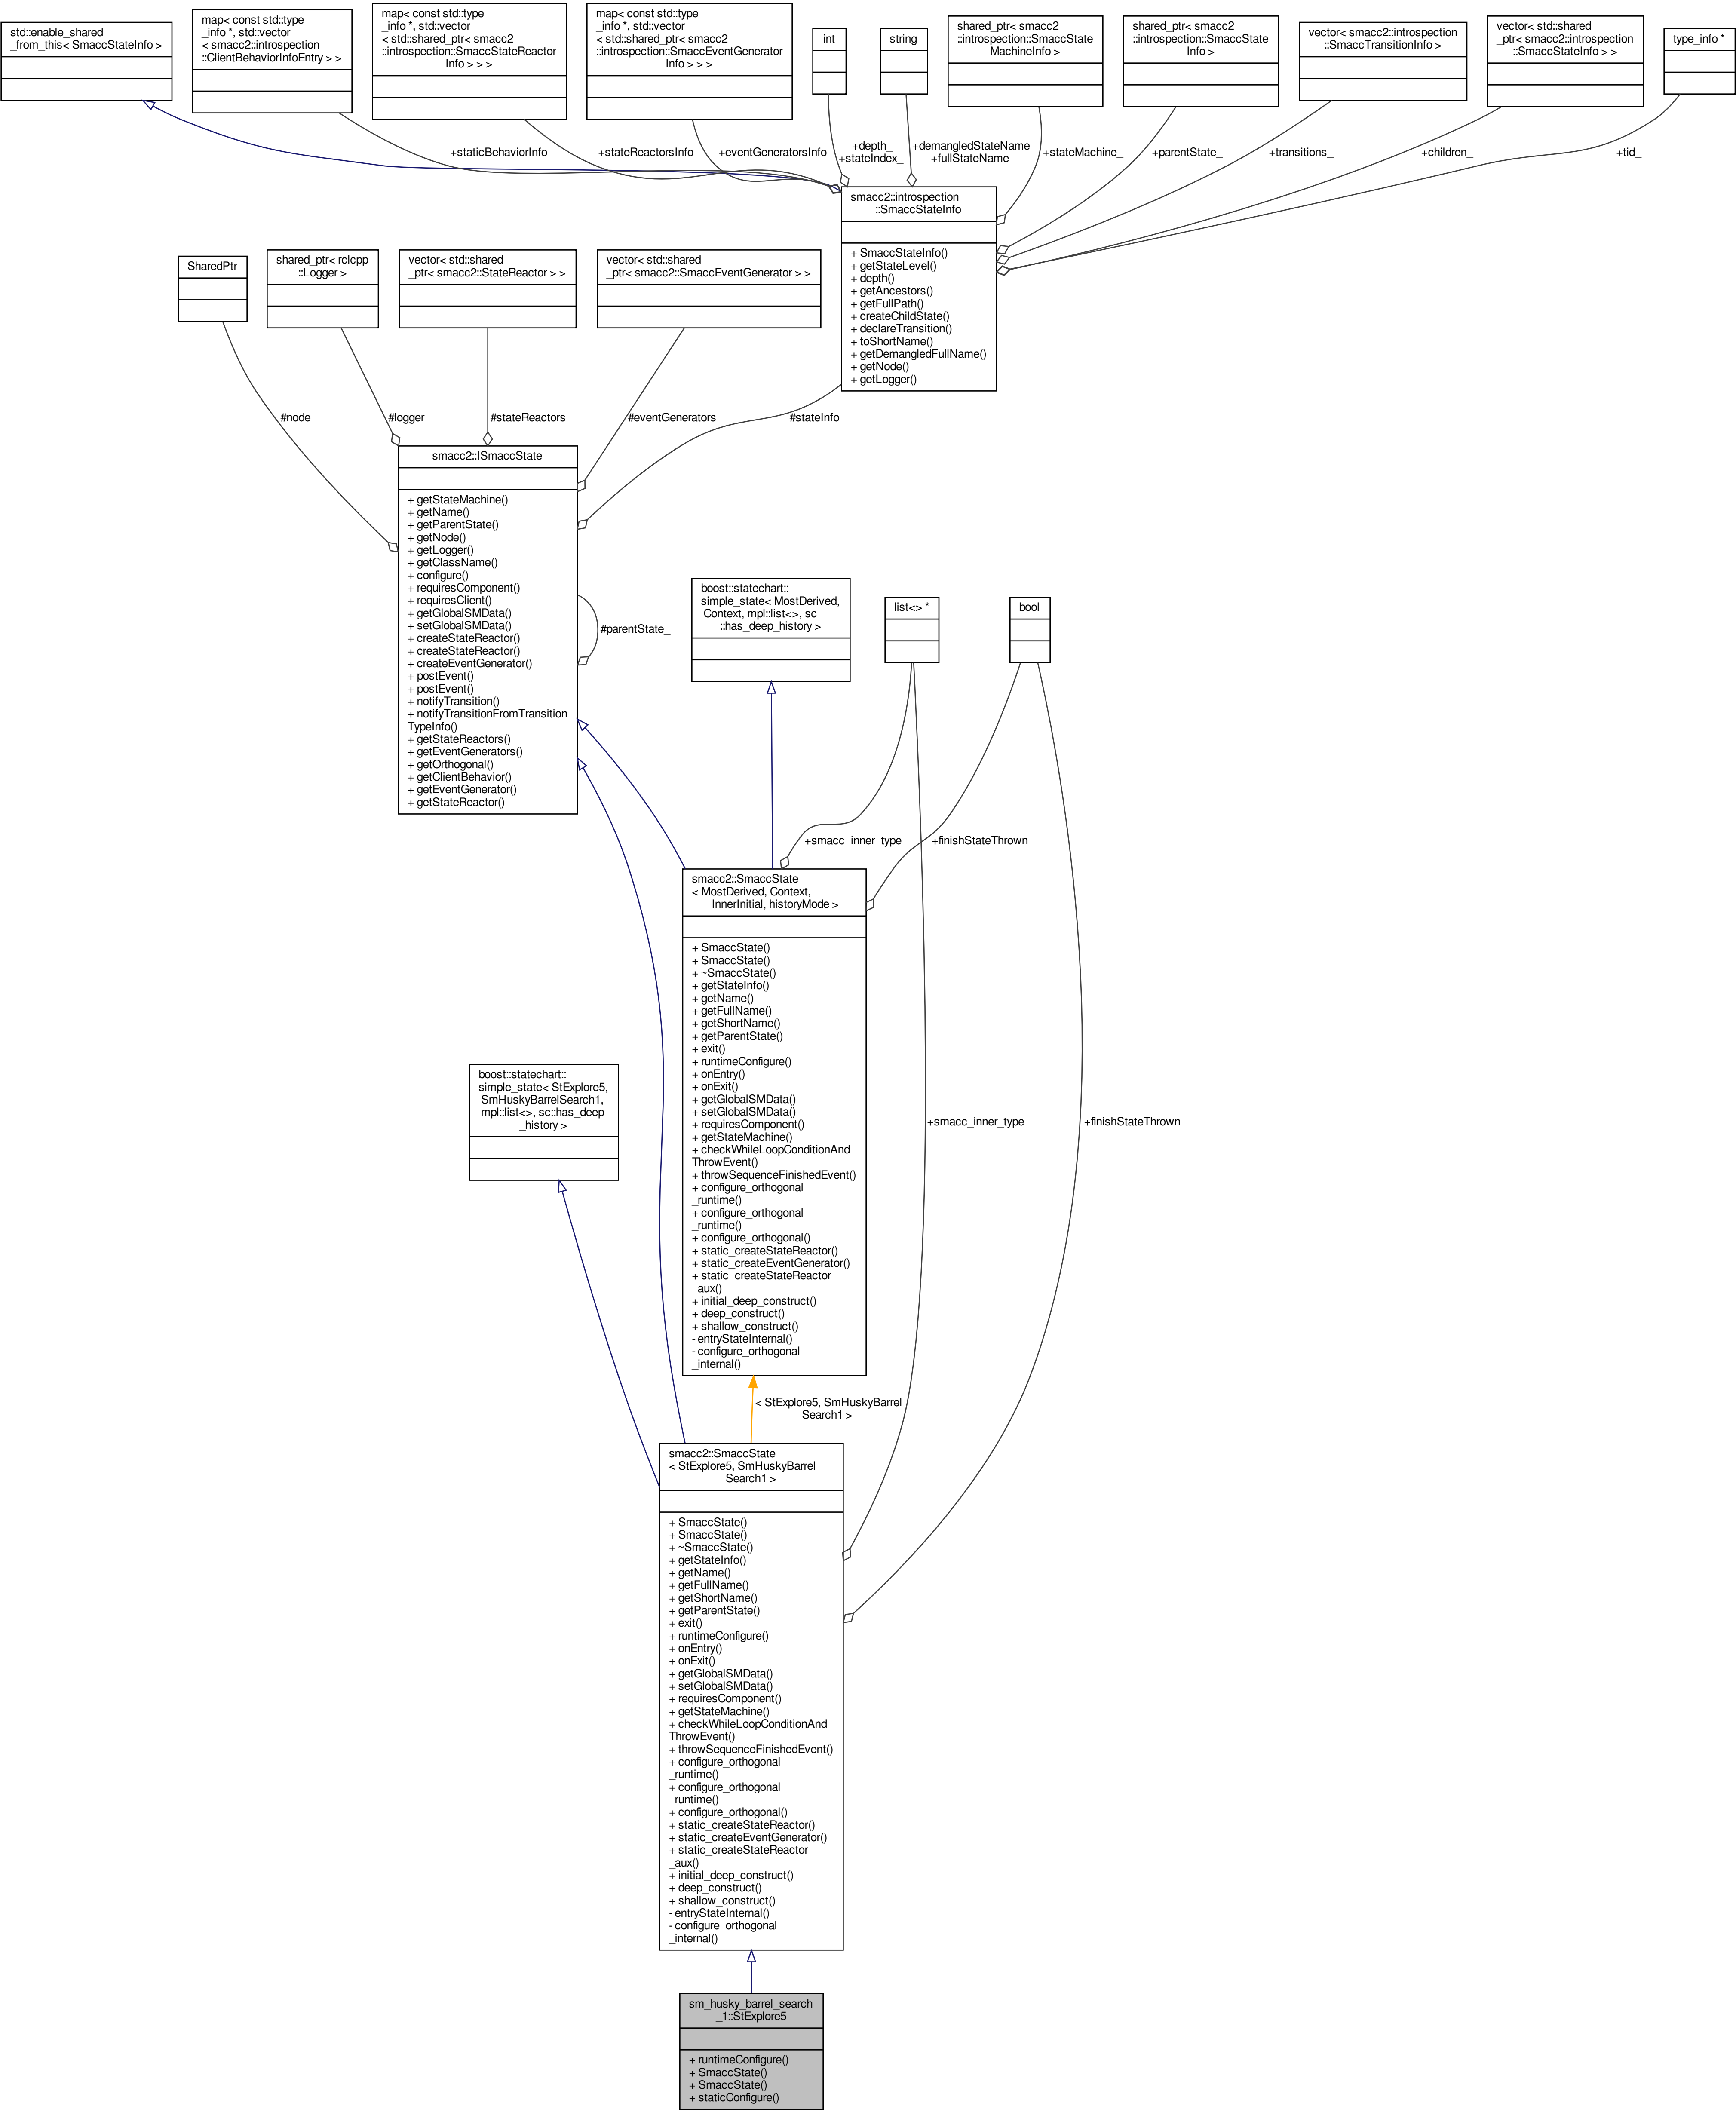 std::enable_shared
_from_this< SmaccStateInfo >
map< const std::type
_info *, std::vector
< smacc2::introspection
::ClientBehaviorInfoEntry > >
map< const std::type
_info *, std::vector
< std::shared_ptr< smacc2
::introspection::SmaccStateReactor
Info > > >
map< const std::type
_info *, std::vector
< std::shared_ptr< smacc2
::introspection::SmaccEventGenerator
Info > > >
int
string
shared_ptr< smacc2
::introspection::SmaccState
MachineInfo >
shared_ptr< smacc2
::introspection::SmaccState
Info >
vector< smacc2::introspection
::SmaccTransitionInfo >
vector< std::shared
_ptr< smacc2::introspection
::SmaccStateInfo > >
type_info *
+staticBehaviorInfo
+stateReactorsInfo
+eventGeneratorsInfo
+depth_
+stateIndex_
+demangledStateName
+fullStateName
+stateMachine_
+parentState_
+transitions_
+children_
+tid_
smacc2::introspection
::SmaccStateInfo
+ SmaccStateInfo()
+ getStateLevel()
+ depth()
+ getAncestors()
+ getFullPath()
+ createChildState()
+ declareTransition()
+ toShortName()
+ getDemangledFullName()
+ getNode()
+ getLogger()
SharedPtr
shared_ptr< rclcpp
::Logger >
vector< std::shared
_ptr< smacc2::StateReactor > >
vector< std::shared
_ptr< smacc2::SmaccEventGenerator > >
#node_
#logger_
#stateReactors_
#eventGenerators_
#stateInfo_
smacc2::ISmaccState
+ getStateMachine()
+ getName()
+ getParentState()
+ getNode()
+ getLogger()
+ getClassName()
+ configure()
+ requiresComponent()
+ requiresClient()
+ getGlobalSMData()
+ setGlobalSMData()
+ createStateReactor()
+ createStateReactor()
+ createEventGenerator()
+ postEvent()
+ postEvent()
+ notifyTransition()
+ notifyTransitionFromTransition
TypeInfo()
+ getStateReactors()
+ getEventGenerators()
+ getOrthogonal()
+ getClientBehavior()
+ getEventGenerator()
+ getStateReactor()
#parentState_
boost::statechart::
simple_state< MostDerived,
Context, mpl::list<>, sc
::has_deep_history >
list<> *
bool
+smacc_inner_type
+finishStateThrown
smacc2::SmaccState
< MostDerived, Context,
InnerInitial, historyMode >
+ SmaccState()
+ SmaccState()
+ ~SmaccState()
+ getStateInfo()
+ getName()
+ getFullName()
+ getShortName()
+ getParentState()
+ exit()
+ runtimeConfigure()
+ onEntry()
+ onExit()
+ getGlobalSMData()
+ setGlobalSMData()
+ requiresComponent()
+ getStateMachine()
+ checkWhileLoopConditionAnd
ThrowEvent()
+ throwSequenceFinishedEvent()
+ configure_orthogonal
_runtime()
+ configure_orthogonal
_runtime()
+ configure_orthogonal()
+ static_createStateReactor()
+ static_createEventGenerator()
+ static_createStateReactor
_aux()
+ initial_deep_construct()
+ deep_construct()
+ shallow_construct()
- entryStateInternal()
- configure_orthogonal
_internal()
boost::statechart::
simple_state< StExplore5,
SmHuskyBarrelSearch1,
mpl::list<>, sc::has_deep
_history >
+smacc_inner_type
+finishStateThrown
< StExplore5, SmHuskyBarrel
Search1 >
smacc2::SmaccState
< StExplore5, SmHuskyBarrel
Search1 >
+ SmaccState()
+ SmaccState()
+ ~SmaccState()
+ getStateInfo()
+ getName()
+ getFullName()
+ getShortName()
+ getParentState()
+ exit()
+ runtimeConfigure()
+ onEntry()
+ onExit()
+ getGlobalSMData()
+ setGlobalSMData()
+ requiresComponent()
+ getStateMachine()
+ checkWhileLoopConditionAnd
ThrowEvent()
+ throwSequenceFinishedEvent()
+ configure_orthogonal
_runtime()
+ configure_orthogonal
_runtime()
+ configure_orthogonal()
+ static_createStateReactor()
+ static_createEventGenerator()
+ static_createStateReactor
_aux()
+ initial_deep_construct()
+ deep_construct()
+ shallow_construct()
- entryStateInternal()
- configure_orthogonal
_internal()
sm_husky_barrel_search
_1::StExplore5
+ runtimeConfigure()
+ SmaccState()
+ SmaccState()
+ staticConfigure()